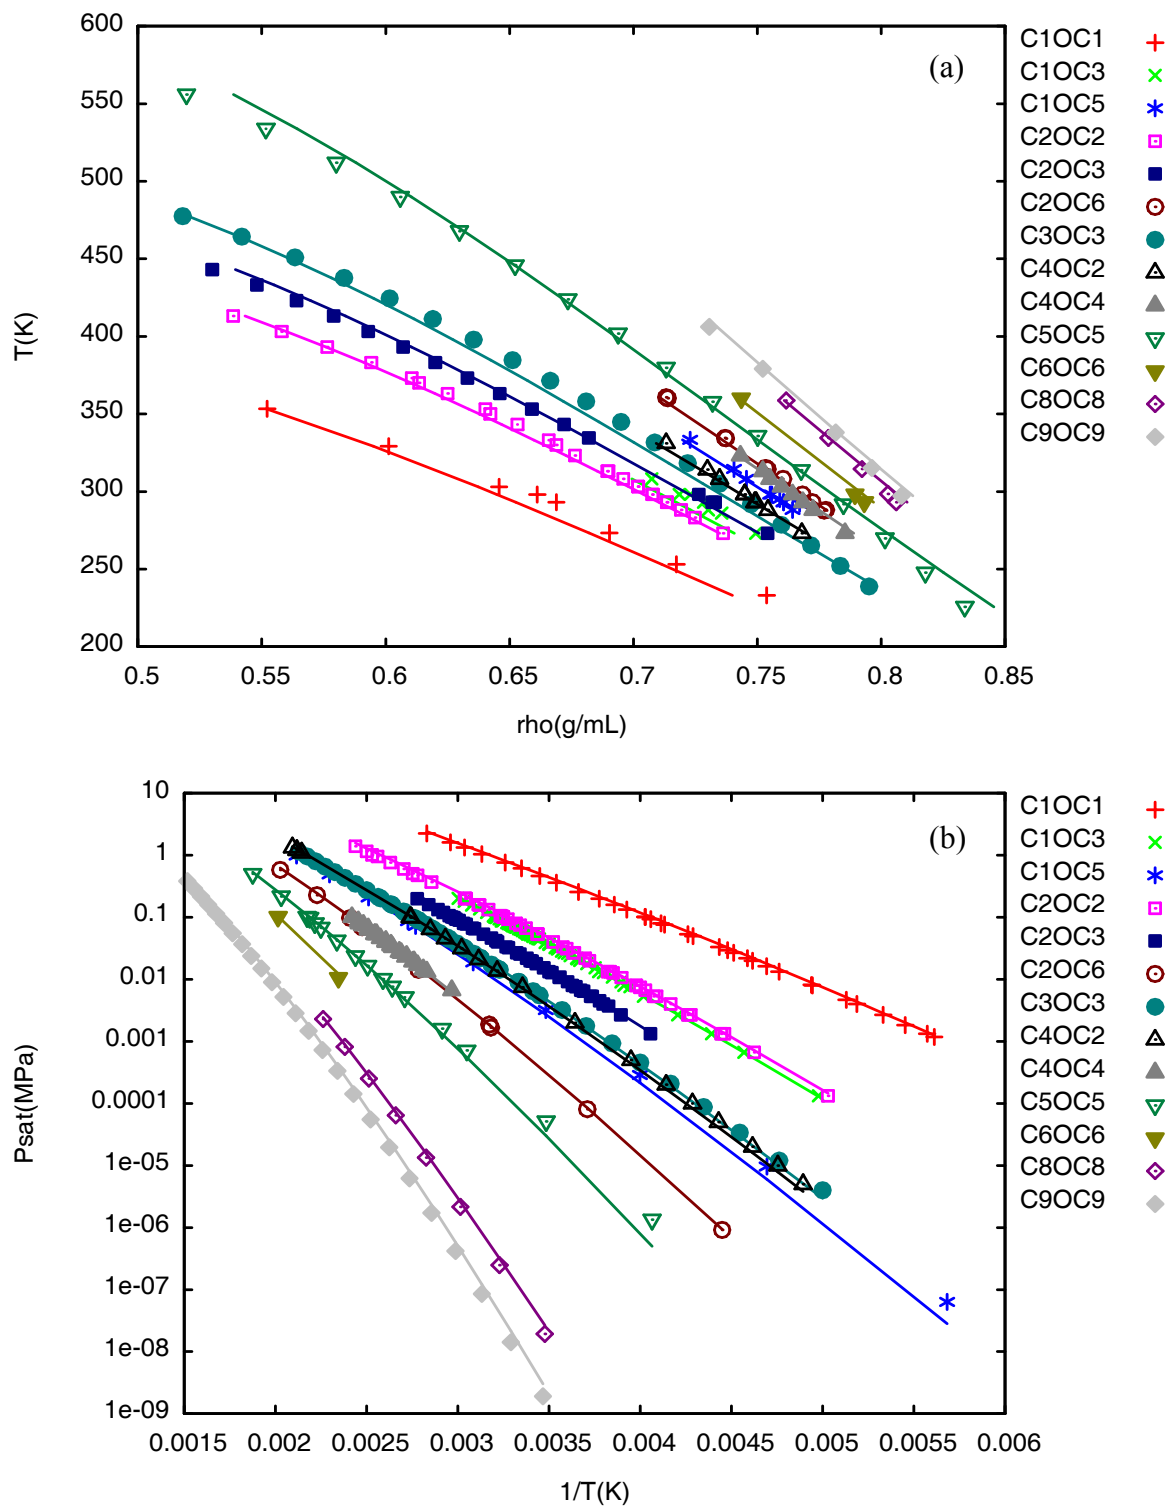 600
550
500
450
400
350
300
250
200
T(K)
0.5 0.55 0.6 0.65 0.7 0.75 0.8 0.85
rho(g/mL)
(a)
C1OC1
C1OC3
C1OC5
C2OC2
C2OC3
C2OC6
C3OC3
C4OC2
C4OC4
C5OC5
C6OC6
C8OC8
C9OC9
10
1
0.1
0.01
0.001
0.0001
1e-05
1e-06
1e-07
1e-08
1e-09
Psat(MPa)
0.0015 0.002 0.0025 0.003 0.0035 0.004 0.0045 0.005 0.0055 0.006
1/T(K)
(b)
C1OC1
C1OC3
C1OC5
C2OC2
C2OC3
C2OC6
C3OC3
C4OC2
C4OC4
C5OC5
C6OC6
C8OC8
C9OC9